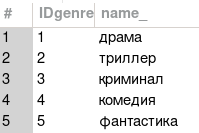 # IDgenre name_
1 1 драма
2 2 триллер
3 3 криминал
4 4 комедия
5 5 фантастика